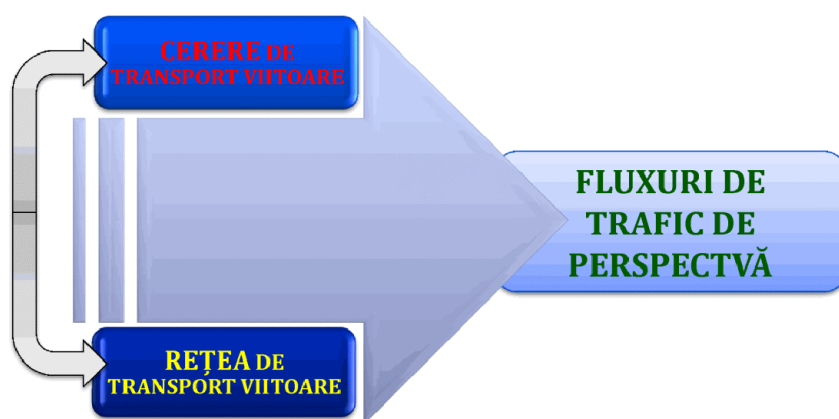 CERERE DE
TRANSPORT VIITOARE
FLUXURI DE
TRAFIC DE
PERSPECTVĂ
REȚEA DE
TRANSPORT VIITOARE